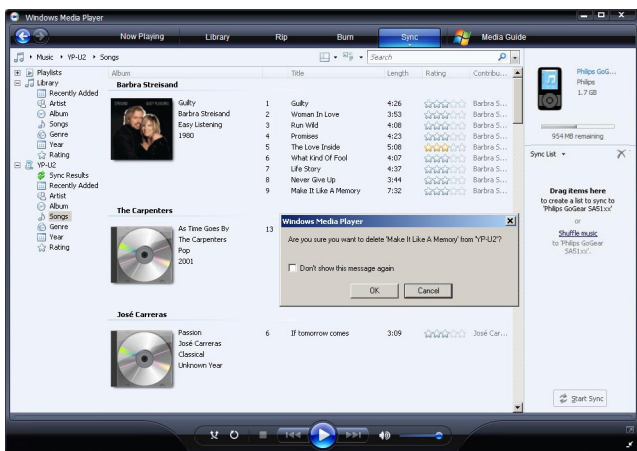 Windows Media Player
Now Playing Library Rip Burn Sync Media Guide
Music YP-U2 Songs Search
Playlists
Library
Recently Added
Artist
Album
Songs
Genre
Year
Rating
YP-U2
Sync Results
Recently Added
Artist
Album
Songs
Genre
Year
Rating
Album Title Length Rating Contribu...
Barbra Streisand
Guilty
Barbra Streisand
Easy Listening
1980
1 Guilty 4:26 Barbra S...
2 Woman In Love 3:53 Barbra S...
3 Run Wild 4:08 Barbra S...
4 Promises 4:23 Barbra S...
5 The Love Inside 5:08 Barbra S...
6 What Kind Of Fool 4:07 Barbra S...
7 Life Story 4:37 Barbra S...
8 Never Give Up 3:44 Barbra S...
9 Make It Like A Memory 7:32 Barbra S...
The Carpenters
As Time Goes By
The Carpenters
Pop
2001
13
Windows Media Player
Are you sure you want to delete 'Make It Like A Memory' from 'YP-U2'?
Don't show this message again
OK Cancel
José Carreras
Passion
José Carreras
Classical
Unknown Year
6 If tomorrow comes 3:09 José Car...
Philips GoG...
Philips
1.7 GB
954 MB remaining
Sync List
Drag items here
to create a list to sync to
'Philips GoGear SA51xx'
or
Shuffle music
to 'Philips GoGear
SA51xx'.
Start Sync